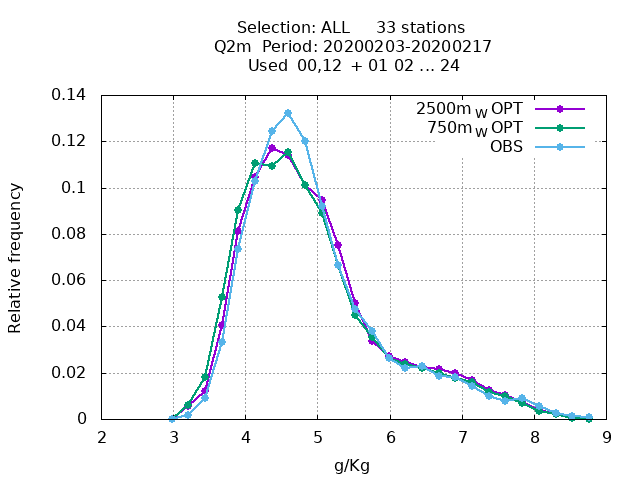 Selection: ALL 33 stations
Q2m Period: 20200203-20200217
Used 00,12 + 01 02 ... 24
0.14
0.12
0.1
0.08
0.06
0.04
0.02
0
Relative frequency
2500m W OPT
750m W OPT
OBS
2 3 4 5 6 7 8 9
g/Kg